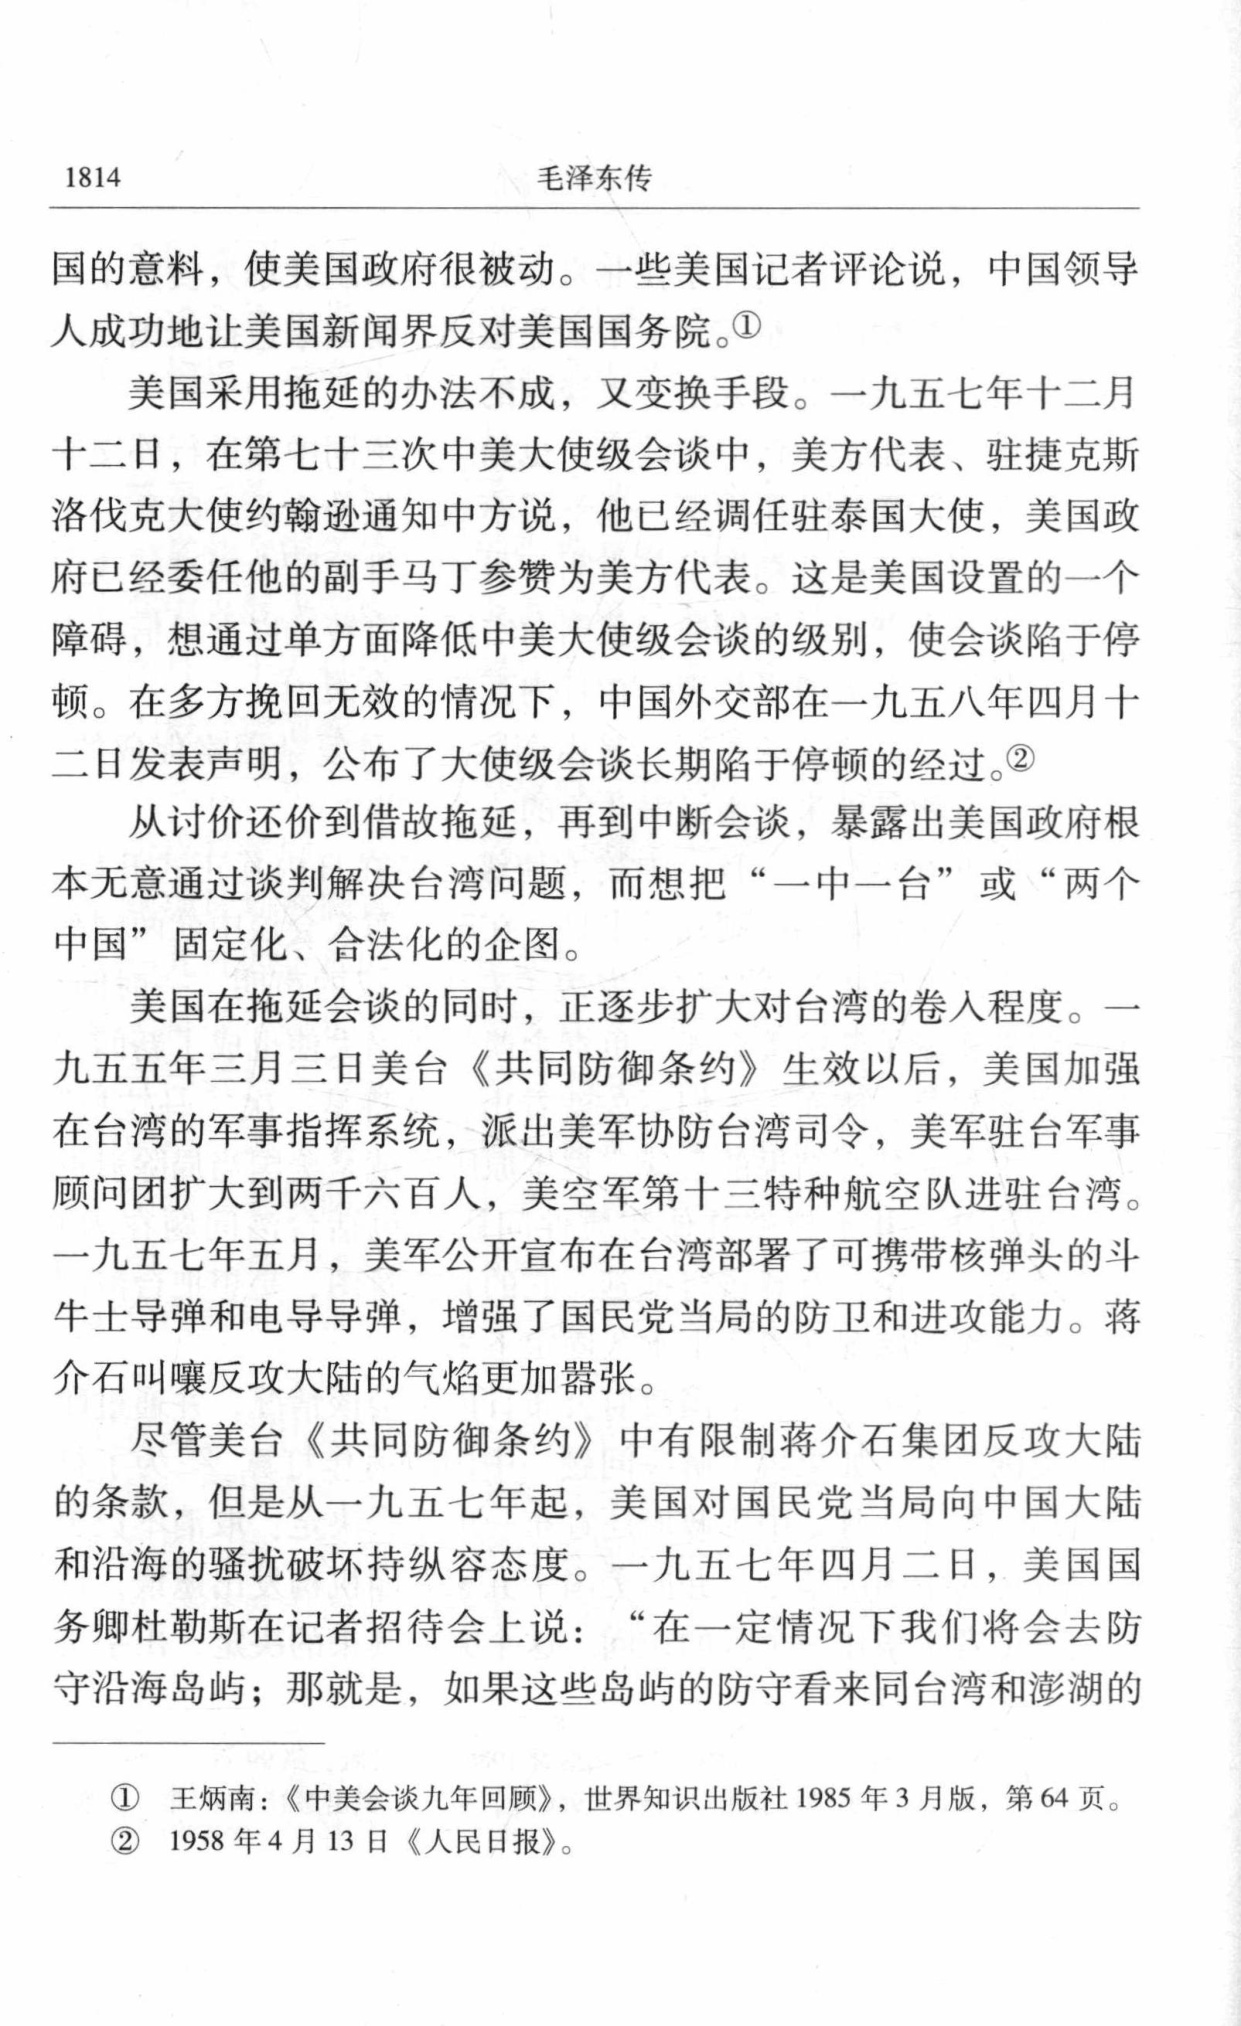 1814
毛泽东传
国的意料，使美国政府很被动。一些美国记者评论说，中国领导
人成功地让美国新闻界反对美国国务院。①
美国采用拖延的办法不成，又变换手段。一九五七年十二月
十二日，在第七十三次中美大使级会谈中，美方代表、驻捷克斯
洛伐克大使约翰逊通知中方说，他已经调任驻泰国大使，美国政
府已经委任他的副手马丁参赞为美方代表。这是美国设置的一个
障碍，想通过单方面降低中美大使级会谈的级别，使会谈陷于停
顿。在多方挽回无效的情况下，中国外交部在一九五八年四月十
二日发表声明，公布了大使级会谈长期陷于停顿的经过。②
从讨价还价到借故拖延，再到中断会谈，暴露出美国政府根
本无意通过谈判解决台湾问题，而想把“一中一台”或“两个
中国”固定化、合法化的企图。
美国在拖延会谈的同时，正逐步扩大对台湾的卷入程度。一
九五五年三月三日美台《共同防御条约》生效以后，美国加强
在台湾的军事指挥系统，派出美军协防台湾司令，美军驻台军事
顾问团扩大到两千六百人，美空军第十三特种航空队进驻台湾。
一九五七年五月，美军公开宣布在台湾部署了可携带核弹头的斗
牛士导弹和电导导弹，增强了国民党当局的防卫和进攻能力。蒋
介石叫嚷反攻大陆的气焰更加嚣张。
尽管美台《共同防御条约》中有限制蒋介石集团反攻大陆
的条款，但是从一九五七年起，美国对国民党当局向中国大陆
和沿海的骚扰破坏持纵容态度。一九五七年四月二日，美国国
务卿杜勒斯在记者招待会上说：“在一定情况下我们将会去防
守沿海岛屿；那就是，如果这些岛屿的防守看来同台湾和澎湖的
① 王炳南：《中美会谈九年回顾》，世界知识出版社 1985 年 3 月版，第 64 页。
② 1958 年 4 月 13 日《人民日报》。